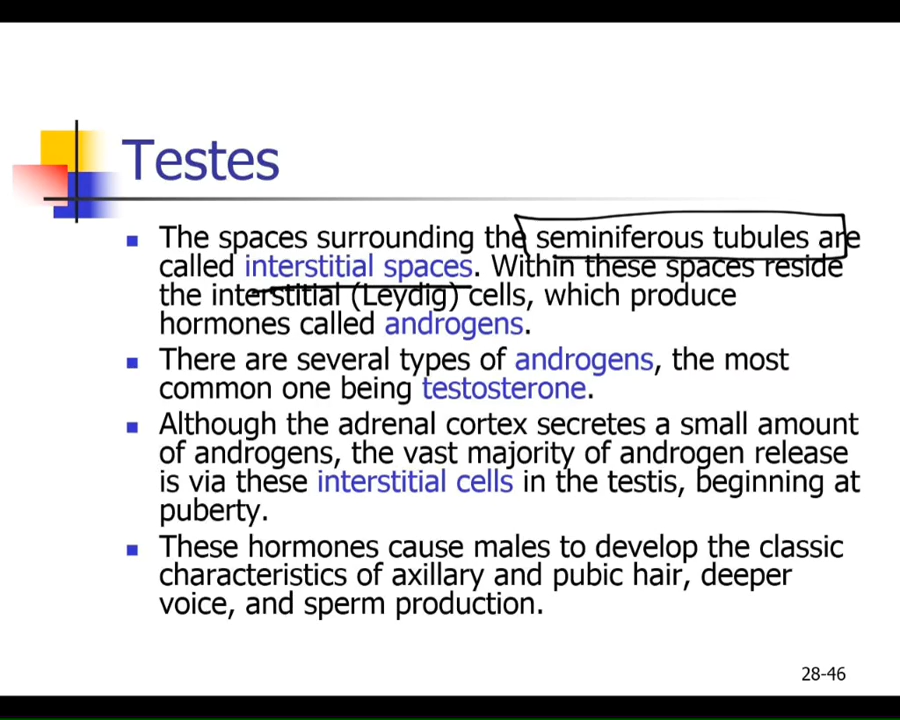 Testes
The spaces surrounding the seminiferous tubules are
called interstitial spaces. Within these spaces reside
the interstitial (Leydig) cells, which produce
hormones called androgens.
There are several types of androgens, the most
common one being testosterone.
Although the adrenal cortex secretes a small amount
of androgens, the vast majority of androgen release
is via these interstitial cells in the testis, beginning at
puberty.
These hormones cause males to develop the classic
characteristics of axillary and pubic hair, deeper
voice, and sperm production.
28-46